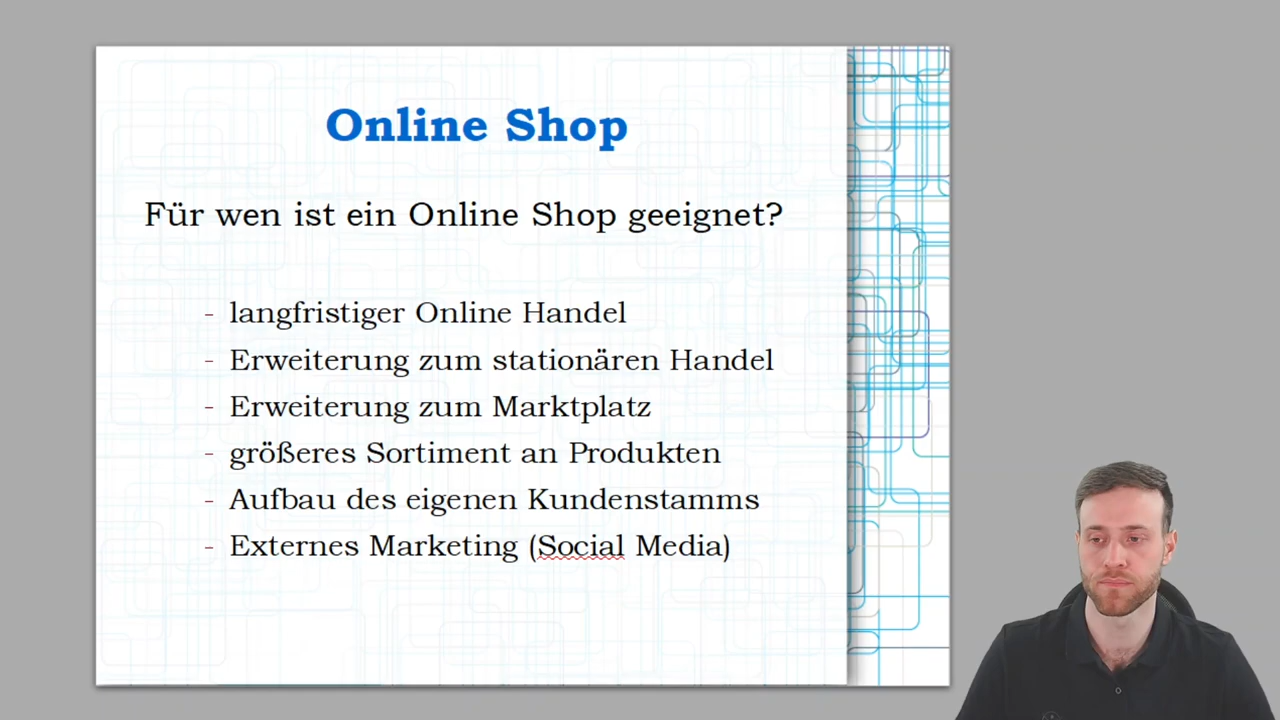 Online Shop
Für wen ist ein Online Shop geeignet?
- langfristiger Online Handel
- Erweiterung zum stationären Handel
- Erweiterung zum Marktplatz
- größeres Sortiment an Produkten
- Aufbau des eigenen Kundenstamms
- Externes Marketing (Social Media)